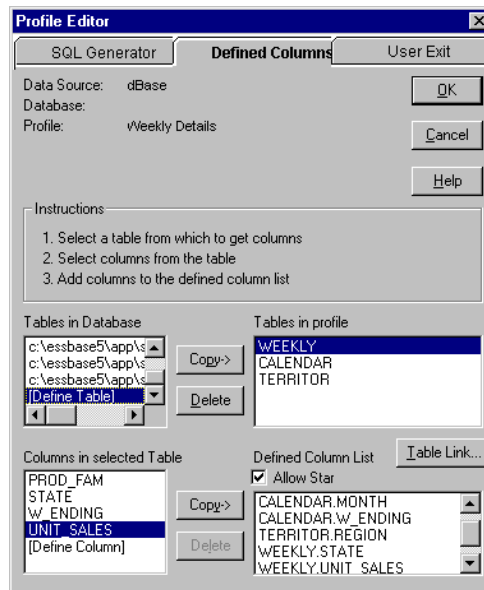 Profile Editor
SQL Generator
Defined Columns
User Exit
Data Source: dBase
Database:
Profile: Weekly Details
OK
Cancel
Help
Instructions
1. Select a table from which to get columns
2. Select columns from the table
3. Add columns to the defined column list
Tables in Database
c:\essbase5\app\s
c:\essbase5\app\s
c:\essbase5\app\s
[Define Table]
Copy->
Delete
Tables in profile
WEEKLY
CALENDAR
TERRITOR
Columns in selected Table
PROD_FAM
STATE
W_ENDING
UNIT_SALES
[Define Column]
Copy->
Delete
Defined Column List
Table Link...
Allow Star
CALENDAR.MONTH
CALENDAR.W_ENDING
TERRITOR.REGION
WEEKLY.STATE
WEEKLY.UNIT_SALES